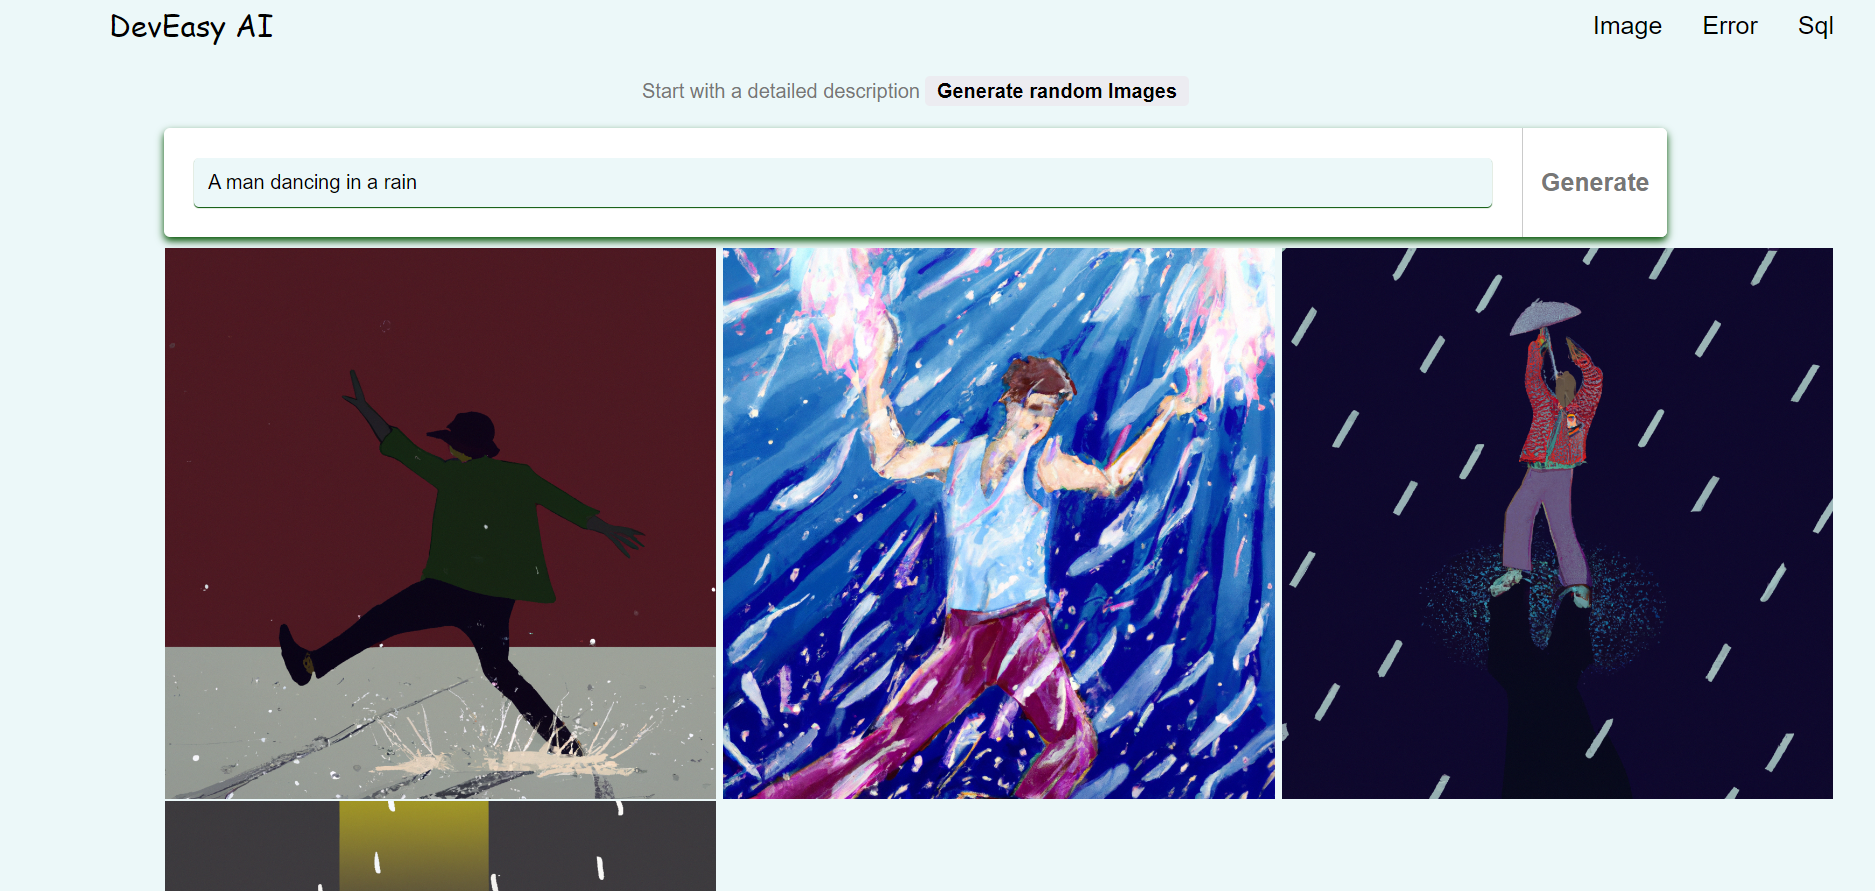 DevEasy AI
Image Error Sql
Start with a detailed description Generate random Images
A man dancing in a rain
Generate